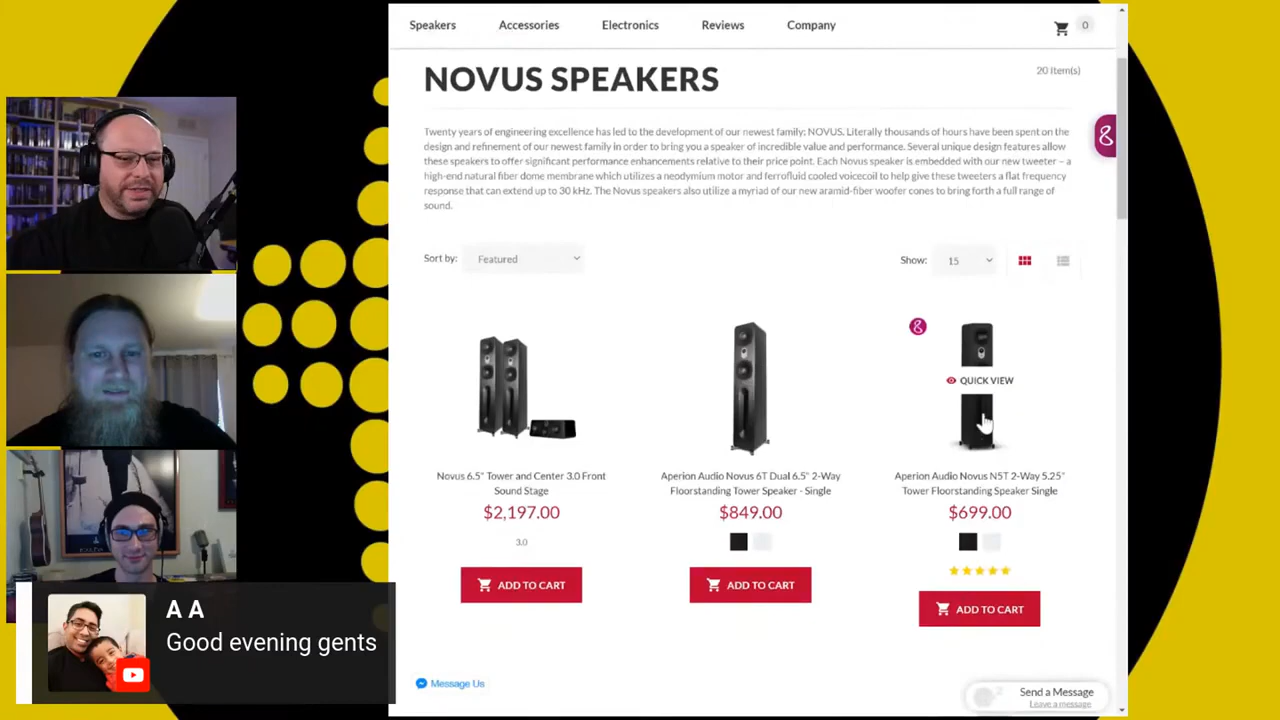 Speakers
Accessories
Electronics
Reviews
Company
0
NOVUS SPEAKERS
20 Item(s)
Twenty years of engineering excellence has led to the development of our newest family: NOVUS. Literally thousands of hours have been spent on the
design and refinement of our newest family in order to bring you a speaker of incredible value and performance. Several unique design features allow
these speakers to offer significant performance enhancements relative to their price point. Each Novus speaker is embedded with our new tweeter – a
high-end natural fiber dome membrane which utilizes a neodymium motor and ferrofluid cooled voicecoil to help give these tweeters a flat frequency
response that can extend up to 30 kHz. The Novus speakers also utilize a myriad of our new aramid-fiber woofer cones to bring forth a full range of
sound.
Sort by:
Featured
Show:
15
QUICK VIEW
Novus 6.5" Tower and Center 3.0 Front
Sound Stage
$2,197.00
3.0
ADD TO CART
Aperion Audio Novus 6T Dual 6.5" 2-Way
Floorstanding Tower Speaker - Single
$849.00
ADD TO CART
Aperion Audio Novus N5T 2-Way 5.25"
Tower Floorstanding Speaker Single
$699.00
ADD TO CART
A A
Good evening gents
Message Us
Send a Message
Leave a message